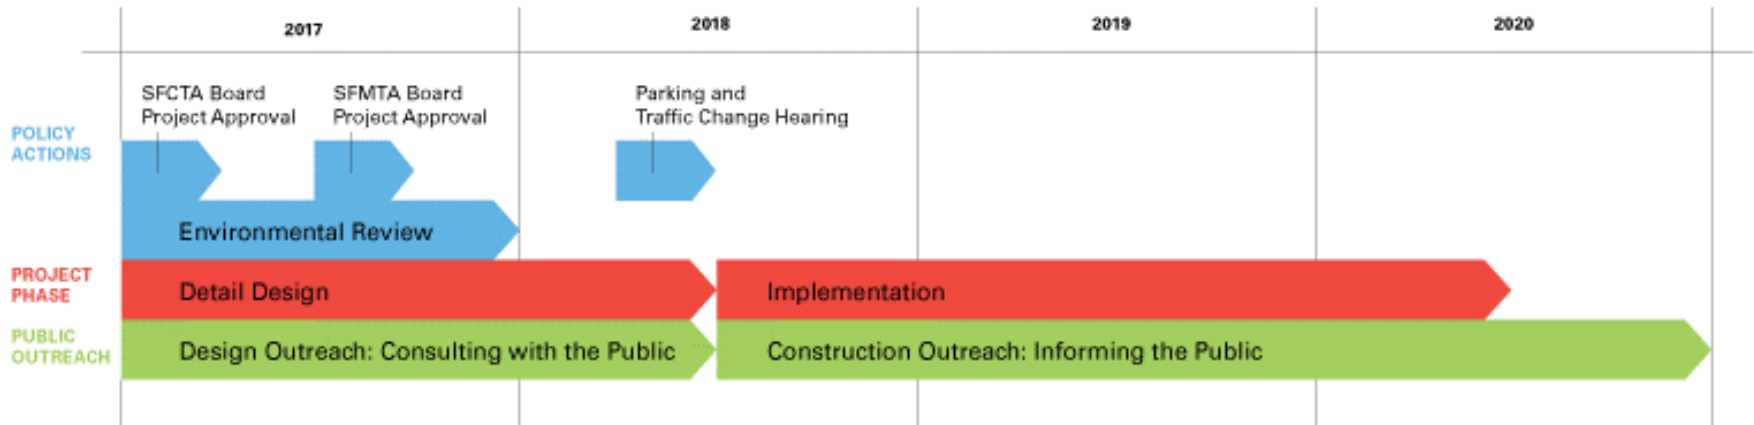 2017
2018
2019
2020
SFCTA Board
Project Approval
SFMTA Board
Project Approval
Parking and
Traffic Change Hearing
POLICY
ACTIONS
Environmental Review
PROJECT
PHASE
Detail Design
Implementation
PUBLIC
OUTREACH
Design Outreach: Consulting with the Public
Construction Outreach: Informing the Public